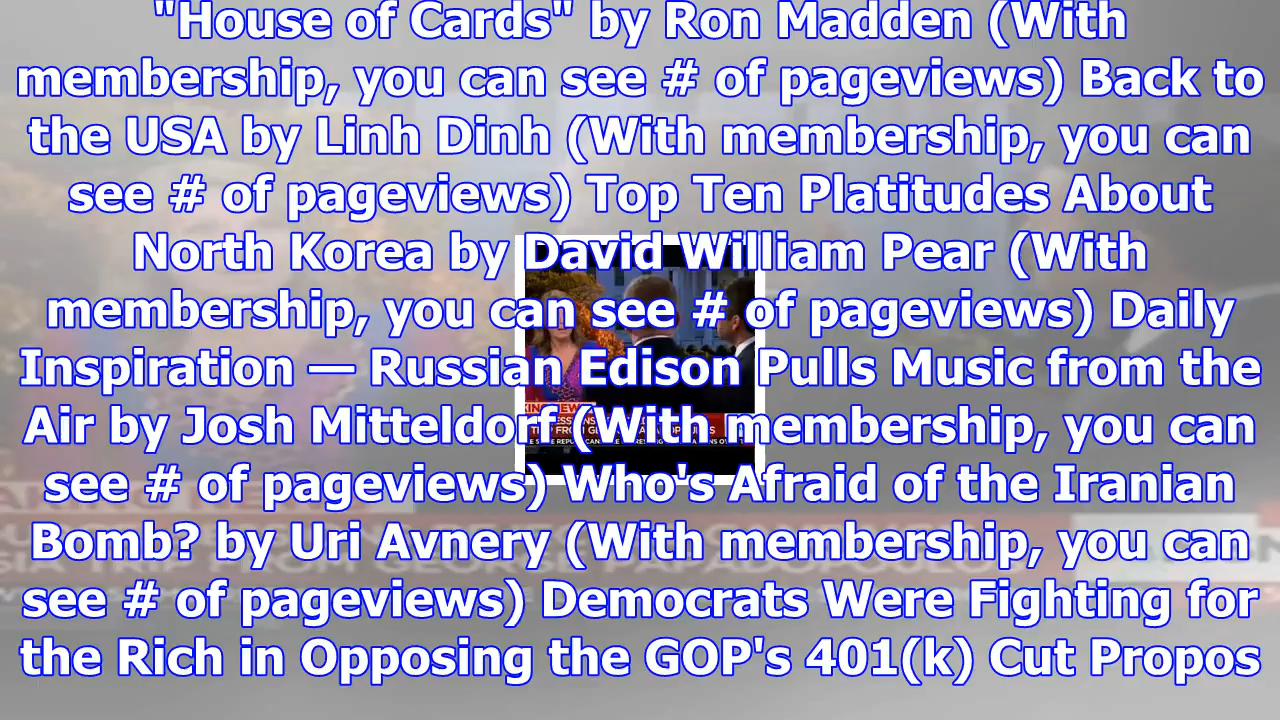 "House of Cards" by Ron Madden (With
membership, you can see # of pageviews) Back to
the USA by Linh Dinh (With membership, you can
see # of pageviews) Top Ten Platitudes About
North Korea by David William Pear (With
membership, you can see # of pageviews) Daily
Inspiration — Russian Edison Pulls Music from the
Air by Josh Mitteldorf (With membership, you can
see # of pageviews) Who's Afraid of the Iranian
Bomb? by Uri Avnery (With membership, you can
see # of pageviews) Democrats Were Fighting for
the Rich in Opposing the GOP's 401(k) Cut Propos
TRIP FROM GEORGE PAPADOPOULOS